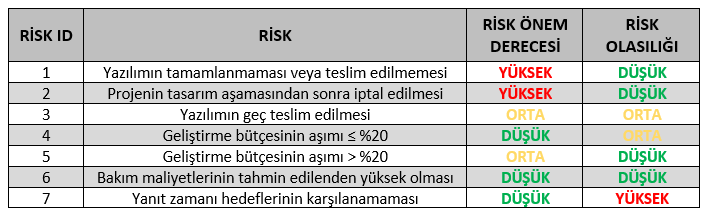 RİSK ID RİSK RİSK ÖNEM DERECESİ RİSK OLASILIĞI
1 Yazılımın tamamlanmaması veya teslim edilmemesi YÜKSEK DÜŞÜK
2 Projenin tasarım aşamasından sonra iptal edilmesi YÜKSEK DÜŞÜK
3 Yazılımın geç teslim edilmesi ORTA ORTA
4 Geliştirme bütçesinin aşımı ≤ %20 DÜŞÜK ORTA
5 Geliştirme bütçesinin aşımı > %20 ORTA DÜŞÜK
6 Bakım maliyetlerinin tahmin edilenden yüksek olması DÜŞÜK DÜŞÜK
7 Yanıt zamanı hedeflerinin karşılanamaması DÜŞÜK YÜKSEK